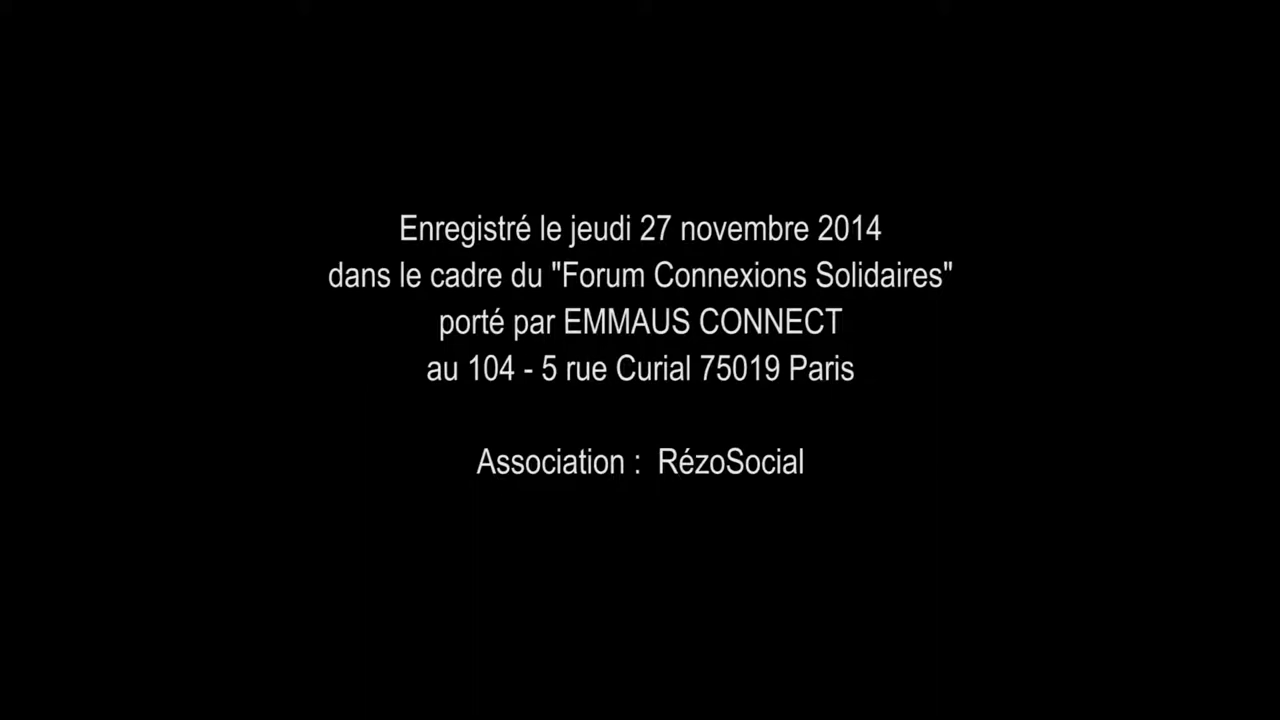 Enregistré le jeudi 27 novembre 2014
dans le cadre du "Forum Connexions Solidaires"
porté par EMMAUS CONNECT
au 104 - 5 rue Curial 75019 Paris
Association :  RézoSocial